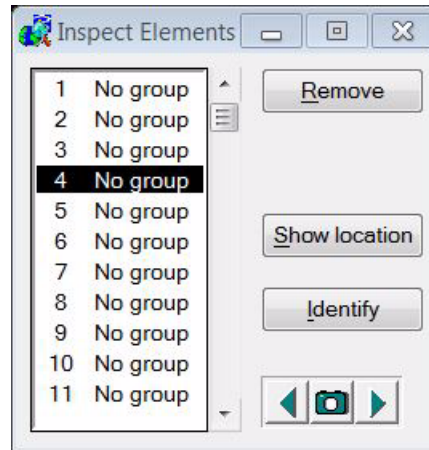 Inspect Elements
1 No group
2 No group
3 No group
4 No group
5 No group
6 No group
7 No group
8 No group
9 No group
10 No group
11 No group
Remove
Show location
Identify